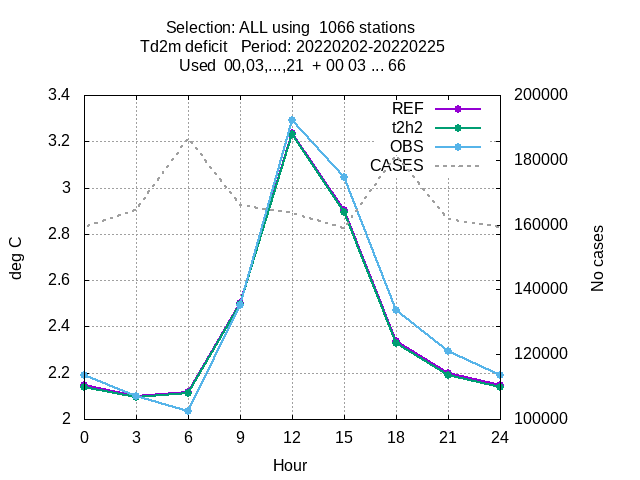 Selection: ALL using  1066 stations
Td2m deficit   Period: 20220202-20220225
Used  00,03,...,21  + 00 03 ... 66
3.4
3.2
3
2.8
2.6
2.4
2.2
2
deg C
REF
t2h2
OBS
CASES
200000
180000
160000
140000
120000
100000
No cases
0 3 6 9 12 15 18 21 24
Hour